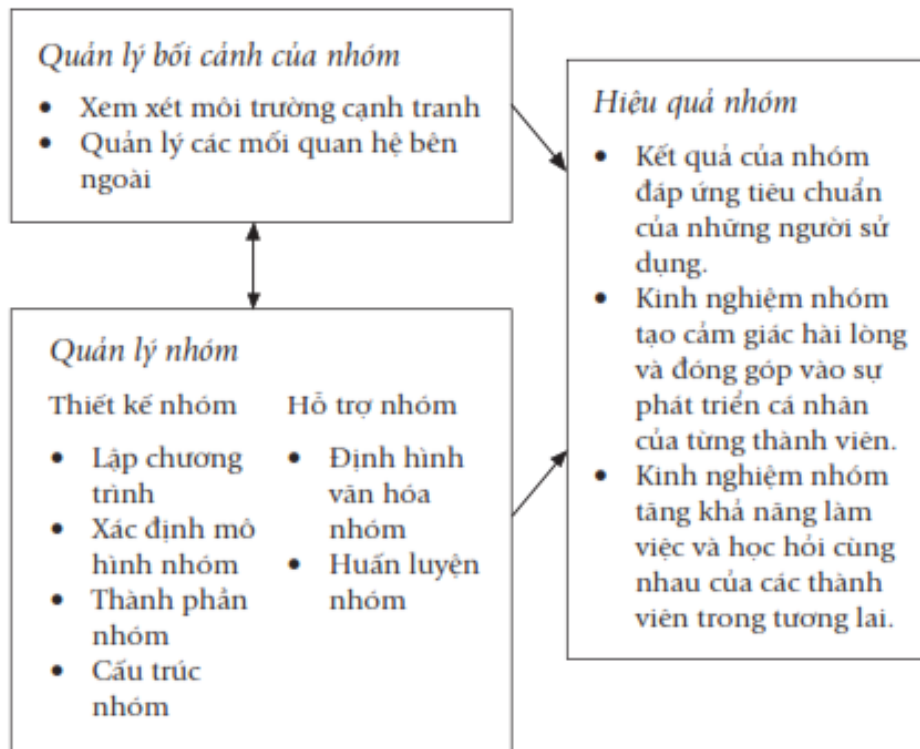 Quản lý bối cảnh của nhóm
• Xem xét môi trường cạnh tranh
• Quản lý các mối quan hệ bên
ngoài
Quản lý nhóm
Thiết kế nhóm
• Lập chương
trình
• Xác định mô
hình nhóm
• Thành phần
nhóm
• Cấu trúc
nhóm
Hỗ trợ nhóm
• Định hình
văn hóa
nhóm
• Huấn luyện
nhóm
Hiệu quả nhóm
• Kết quả của nhóm
đáp ứng tiêu chuẩn
của những người sử
dụng.
• Kinh nghiệm nhóm
tạo cảm giác hài lòng
và đóng góp vào sự
phát triển cá nhân
của từng thành viên.
• Kinh nghiệm nhóm
tăng khả năng làm
việc và học hỏi cùng
nhau của các thành
viên trong tương lai.